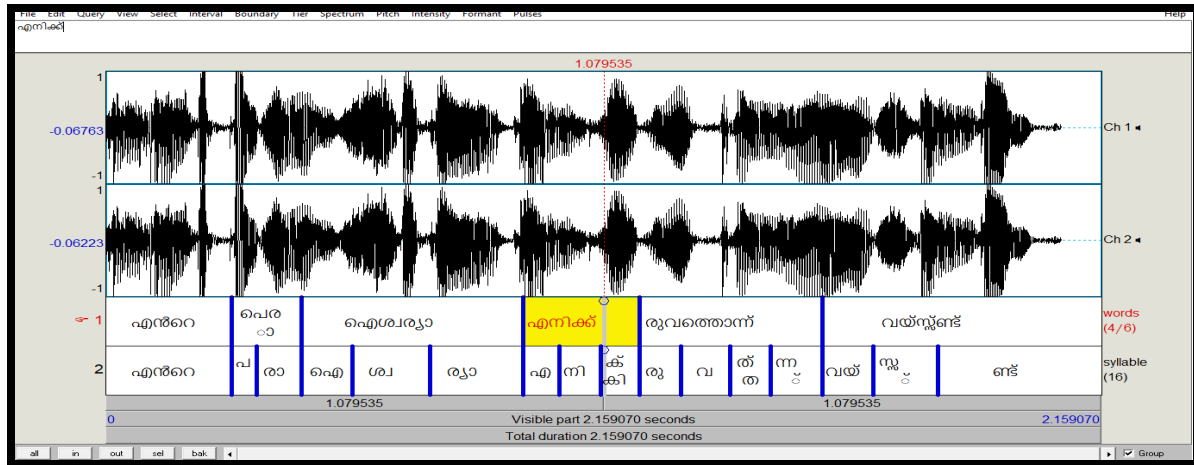 File Edit Query View Select Interval Boundary Tier Spectrum Pitch Intensity Formant Pulses Help
എനിക്ക്
1.079535
1
-0.06763
-1
Ch 1
1
-0.06223
-1
Ch 2
1 എൻറെ പെരാ ഐശ്വര്യാ എനിക്ക് രുവത്തൊന്ന് വയ്സ്ണ്ട് words (4/6)
2 എൻറെ പ രാ ഐ ശ്വ ര്യാ എ നി ക്കി രു വ ത്ത ന്ന് വയ് സ്സ് ണ്ട് syllable (16)
1.079535 1.079535
0 Visible part 2.159070 seconds 2.159070
Total duration 2.159070 seconds
all in out sel bak Group